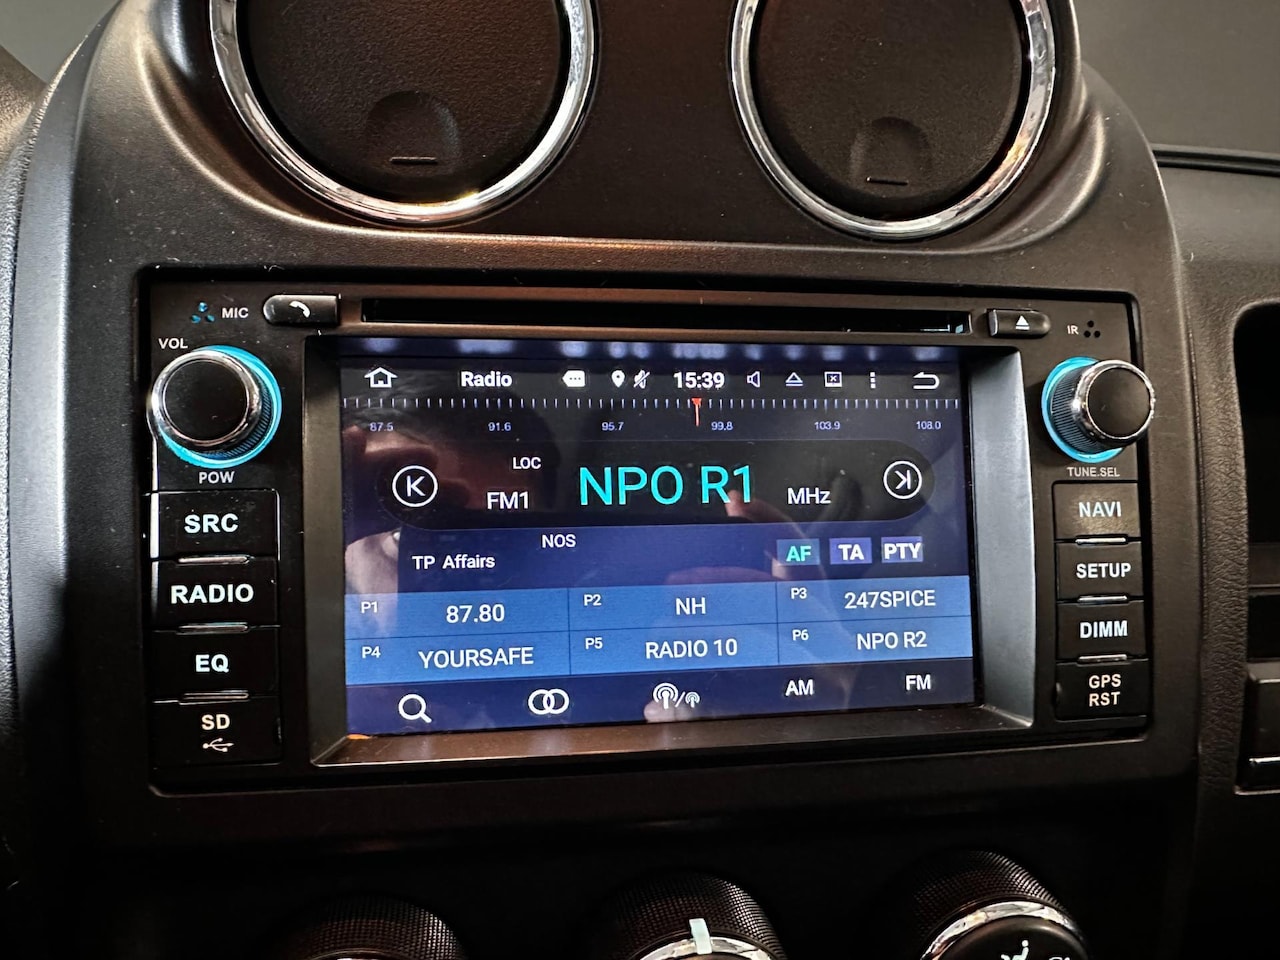 MIC
IR
VOL
POW
TUNE.SEL
SRC
RADIO
EQ
SD
NAVI
SETUP
DIMM
GPS
RST
Radio
15:39
87.5 91.6 95.7 99.8 103.9 108.0
LOC
FM1 NPO R1 MHz
NOS
TP Affairs
AF TA PTY
P1 87.80 P2 NH P3 247SPICE
P4 YOURSAFE P5 RADIO 10 P6 NPO R2
AM FM